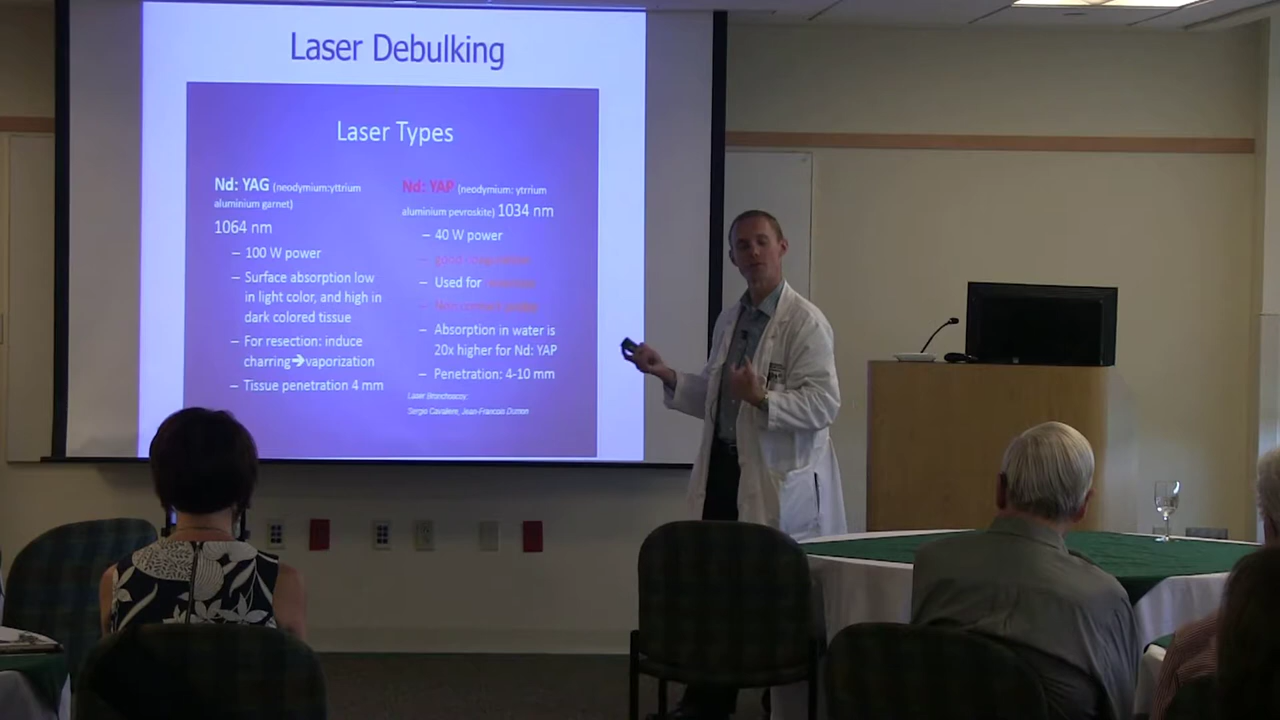 Laser Debulking
Laser Types
Nd: YAG (neodymium:yttrium
aluminium garnet)
1064 nm
– 100 W power
– Surface absorption low
in light color, and high in
dark colored tissue
– For resection: induce
charring➔vaporization
– Tissue penetration 4 mm
Nd: YAP (neodymium: ytrrium
aluminium pevroskite) 1034 nm
– 40 W power
– good
– Used for
–
– Absorption in water is
20x higher for Nd: YAP
– Penetration: 4-10 mm
Laser Bronchoscopy:
Sergio Cavaliere, Jean-Francois Dumon